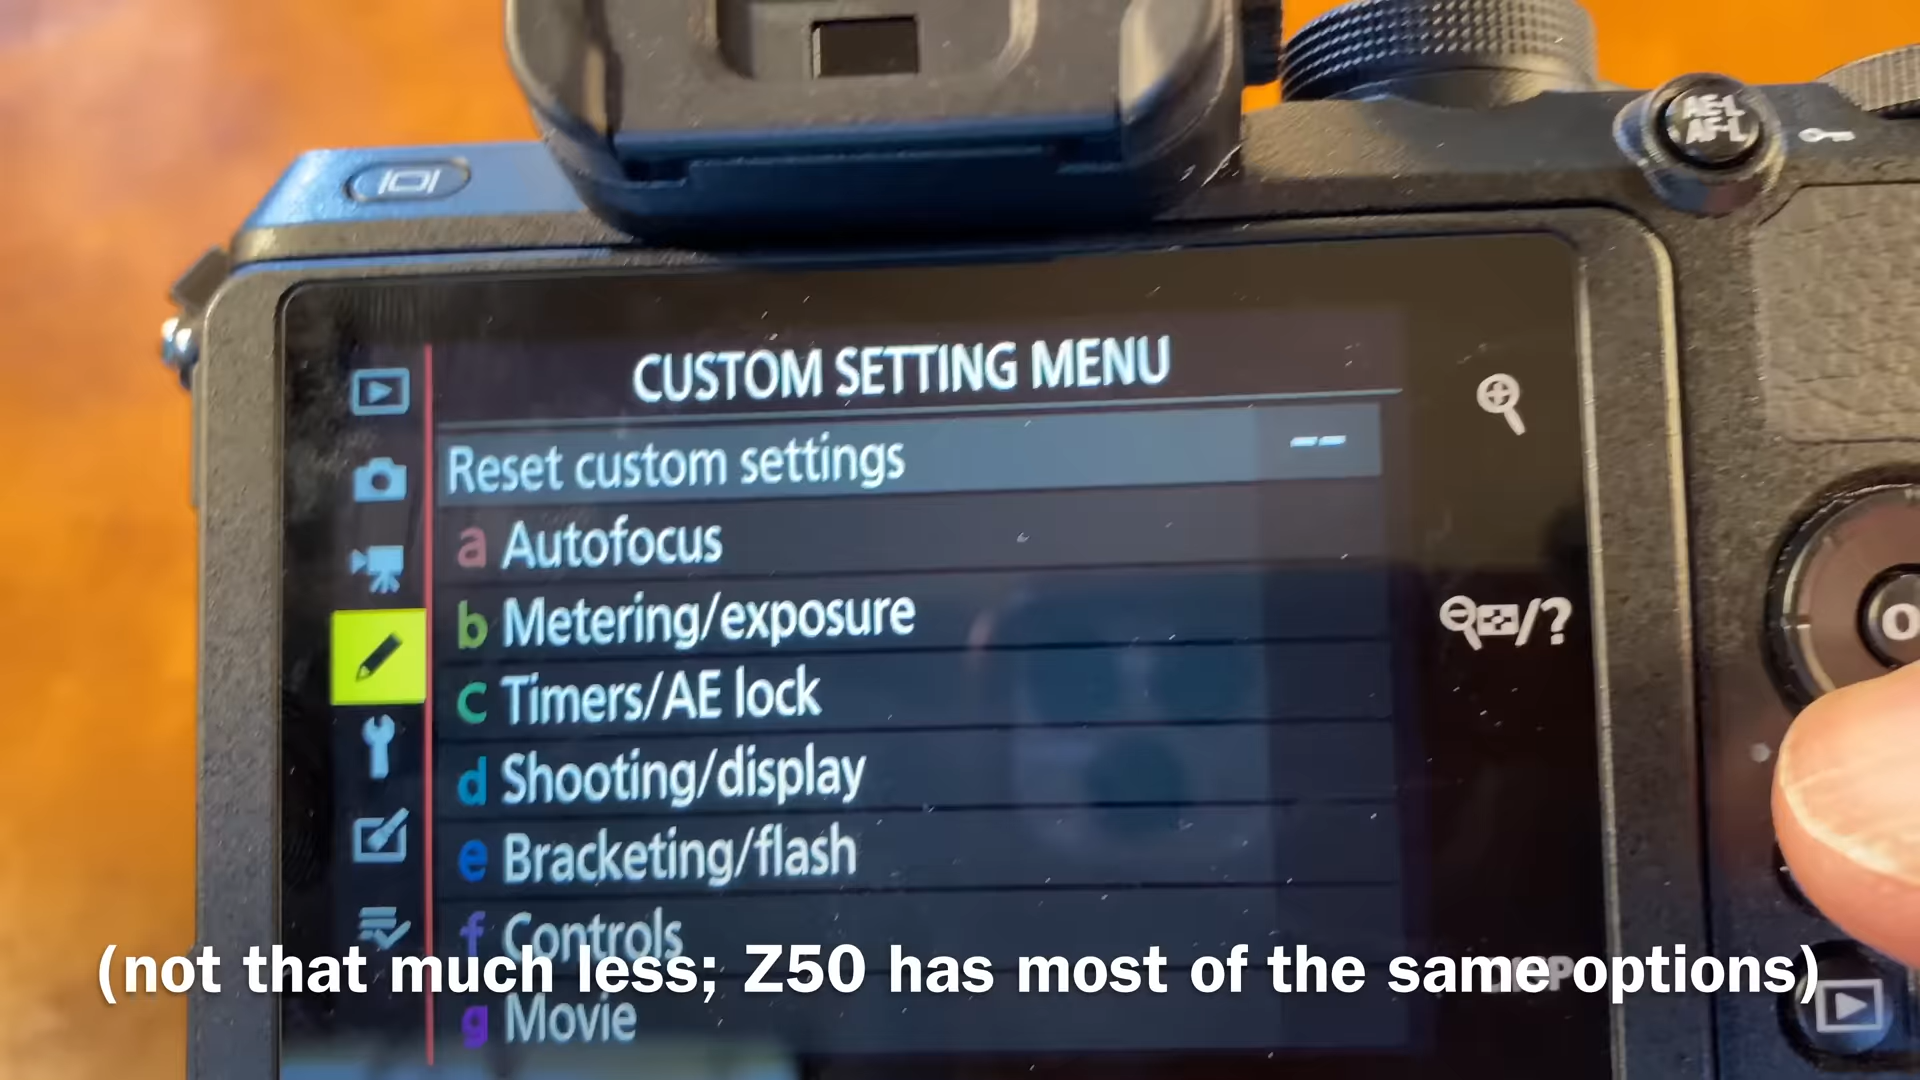 AE-L
AF-L
CUSTOM SETTING MENU
Reset custom settings --
a Autofocus
b Metering/exposure
/?
c Timers/AE lock
d Shooting/display
e Bracketing/flash
f Controls
(not that much less; Z50 has most of the same options)
g Movie